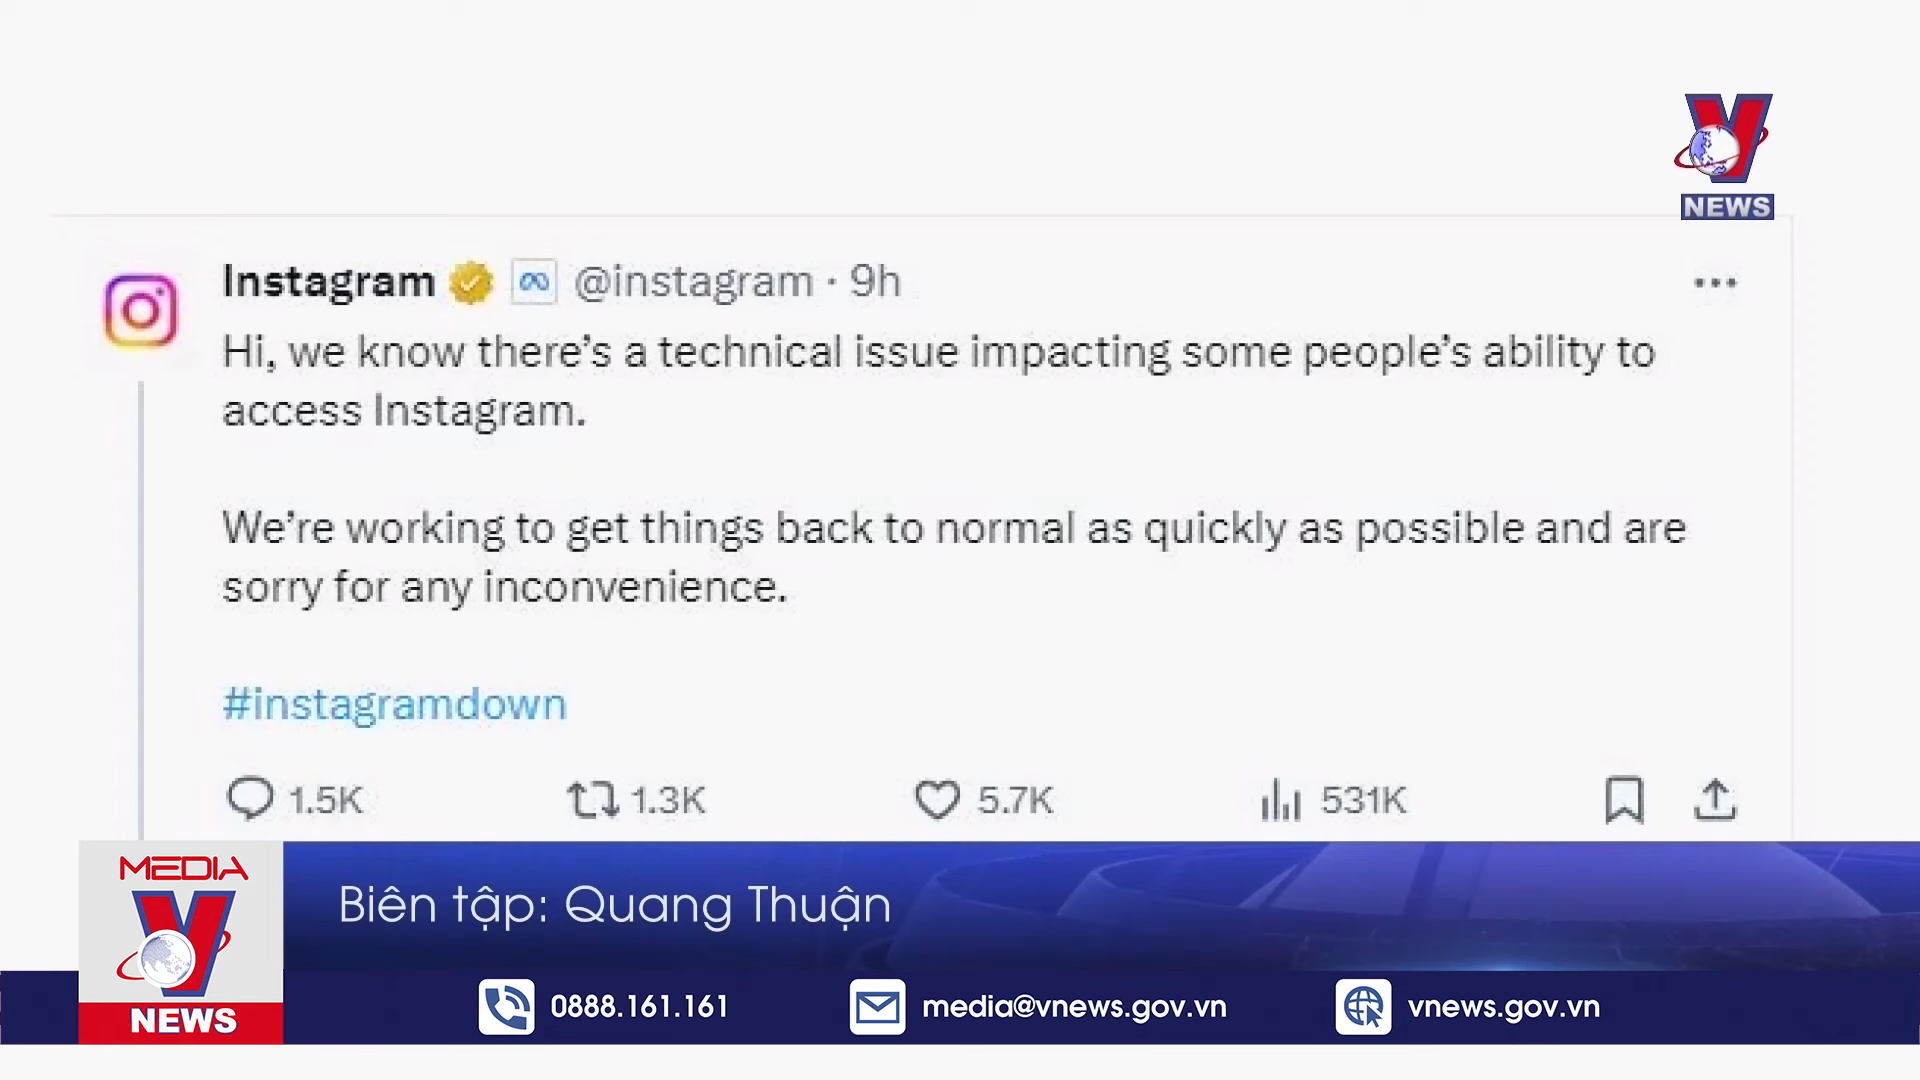 NEWS
Instagram @instagram · 9h
Hi, we know there’s a technical issue impacting some people’s ability to
access Instagram.
We’re working to get things back to normal as quickly as possible and are
sorry for any inconvenience.
#instagramdown
1.5K 1.3K 5.7K 531K
MEDIA
NEWS
Biên tập: Quang Thuận
0888.161.161 media@vnews.gov.vn vnews.gov.vn